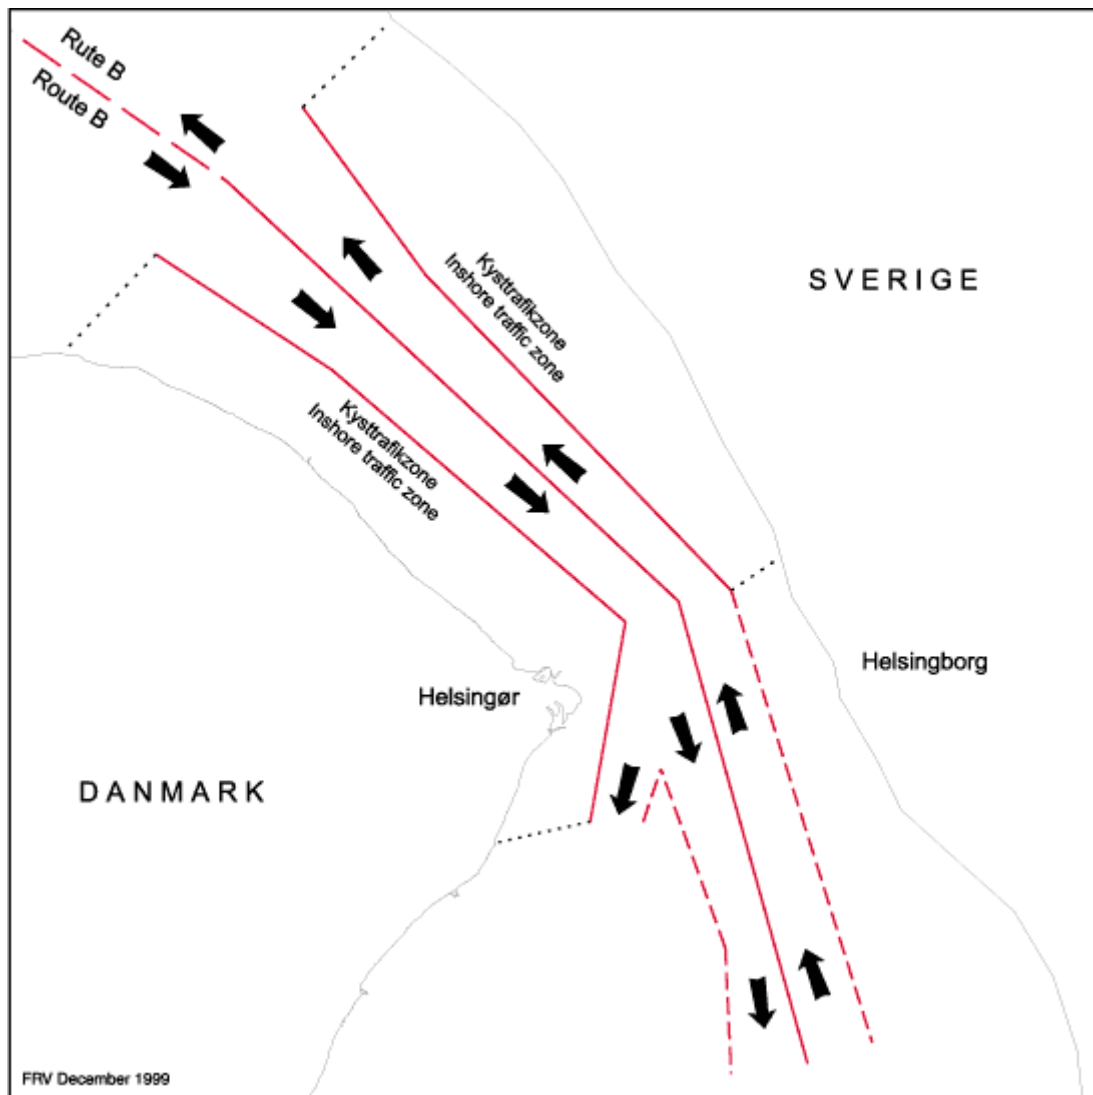 Rute B
Route B
SVERIGE
Kysttrafikzone
Inshore traffic zone
Kysttrafikzone
Inshore traffic zone
Helsingborg
Helsingør
DANMARK
FRV December 1999